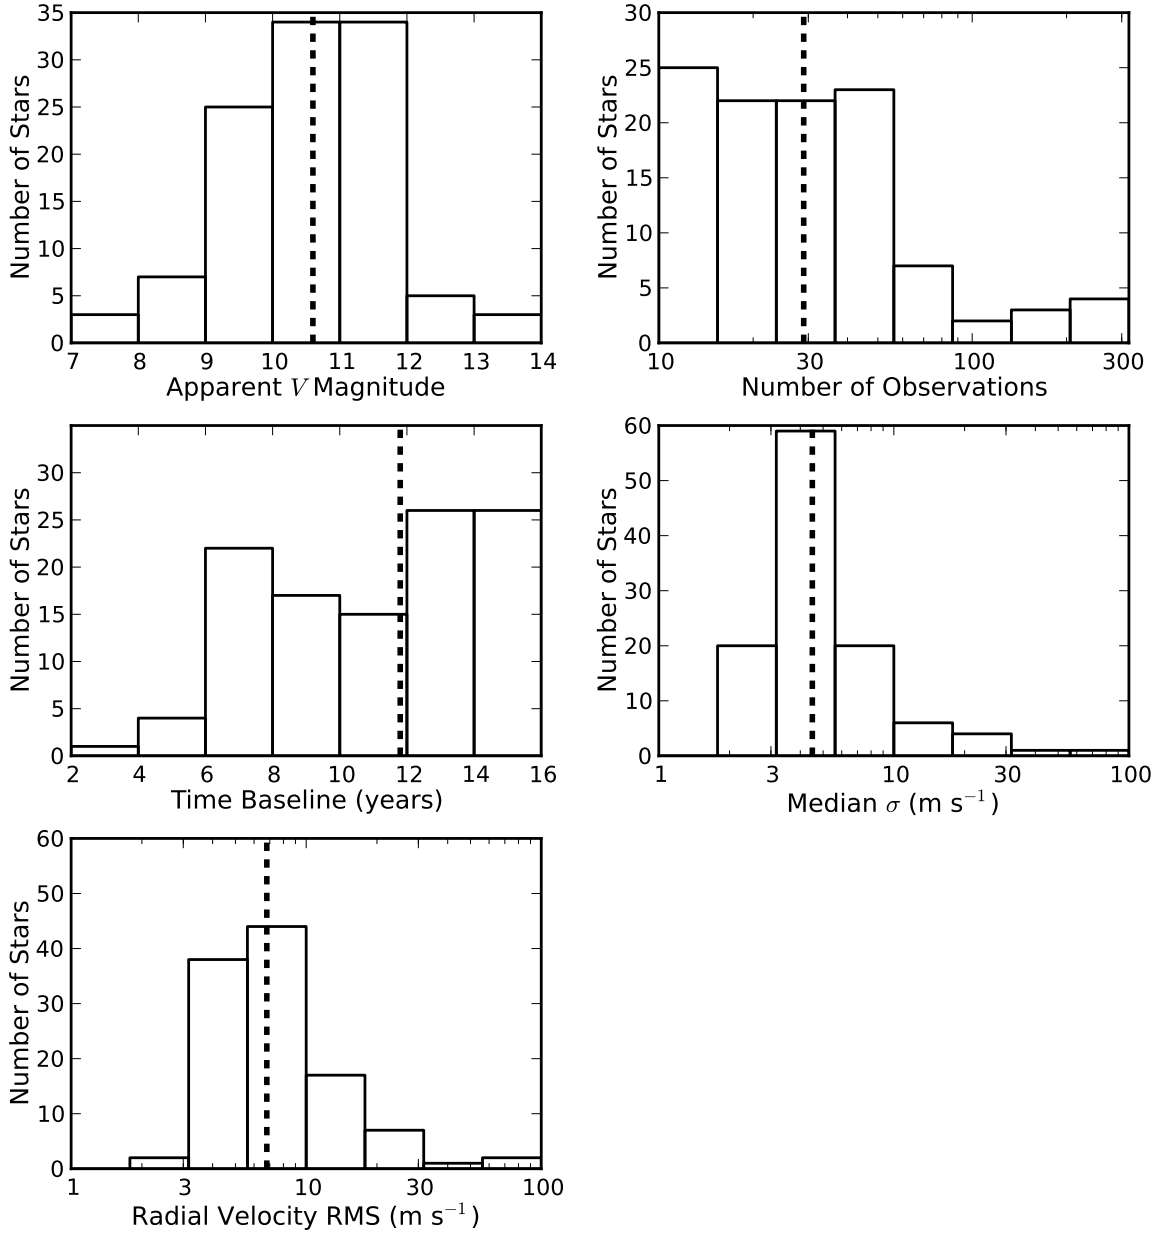 35
30
25
20
15
10
5
0
Number of Stars
7 8 9 10 11 12 13 14
Apparent V Magnitude
30
25
20
15
10
5
0
Number of Stars
10 30 100 300
Number of Observations
30
25
20
15
10
5
0
Number of Stars
2 4 6 8 10 12 14 16
Time Baseline (years)
60
50
40
30
20
10
0
Number of Stars
1 3 10 30 100
Median σ (m s⁻¹)
60
50
40
30
20
10
0
Number of Stars
1 3 10 30 100
Radial Velocity RMS (m s⁻¹)